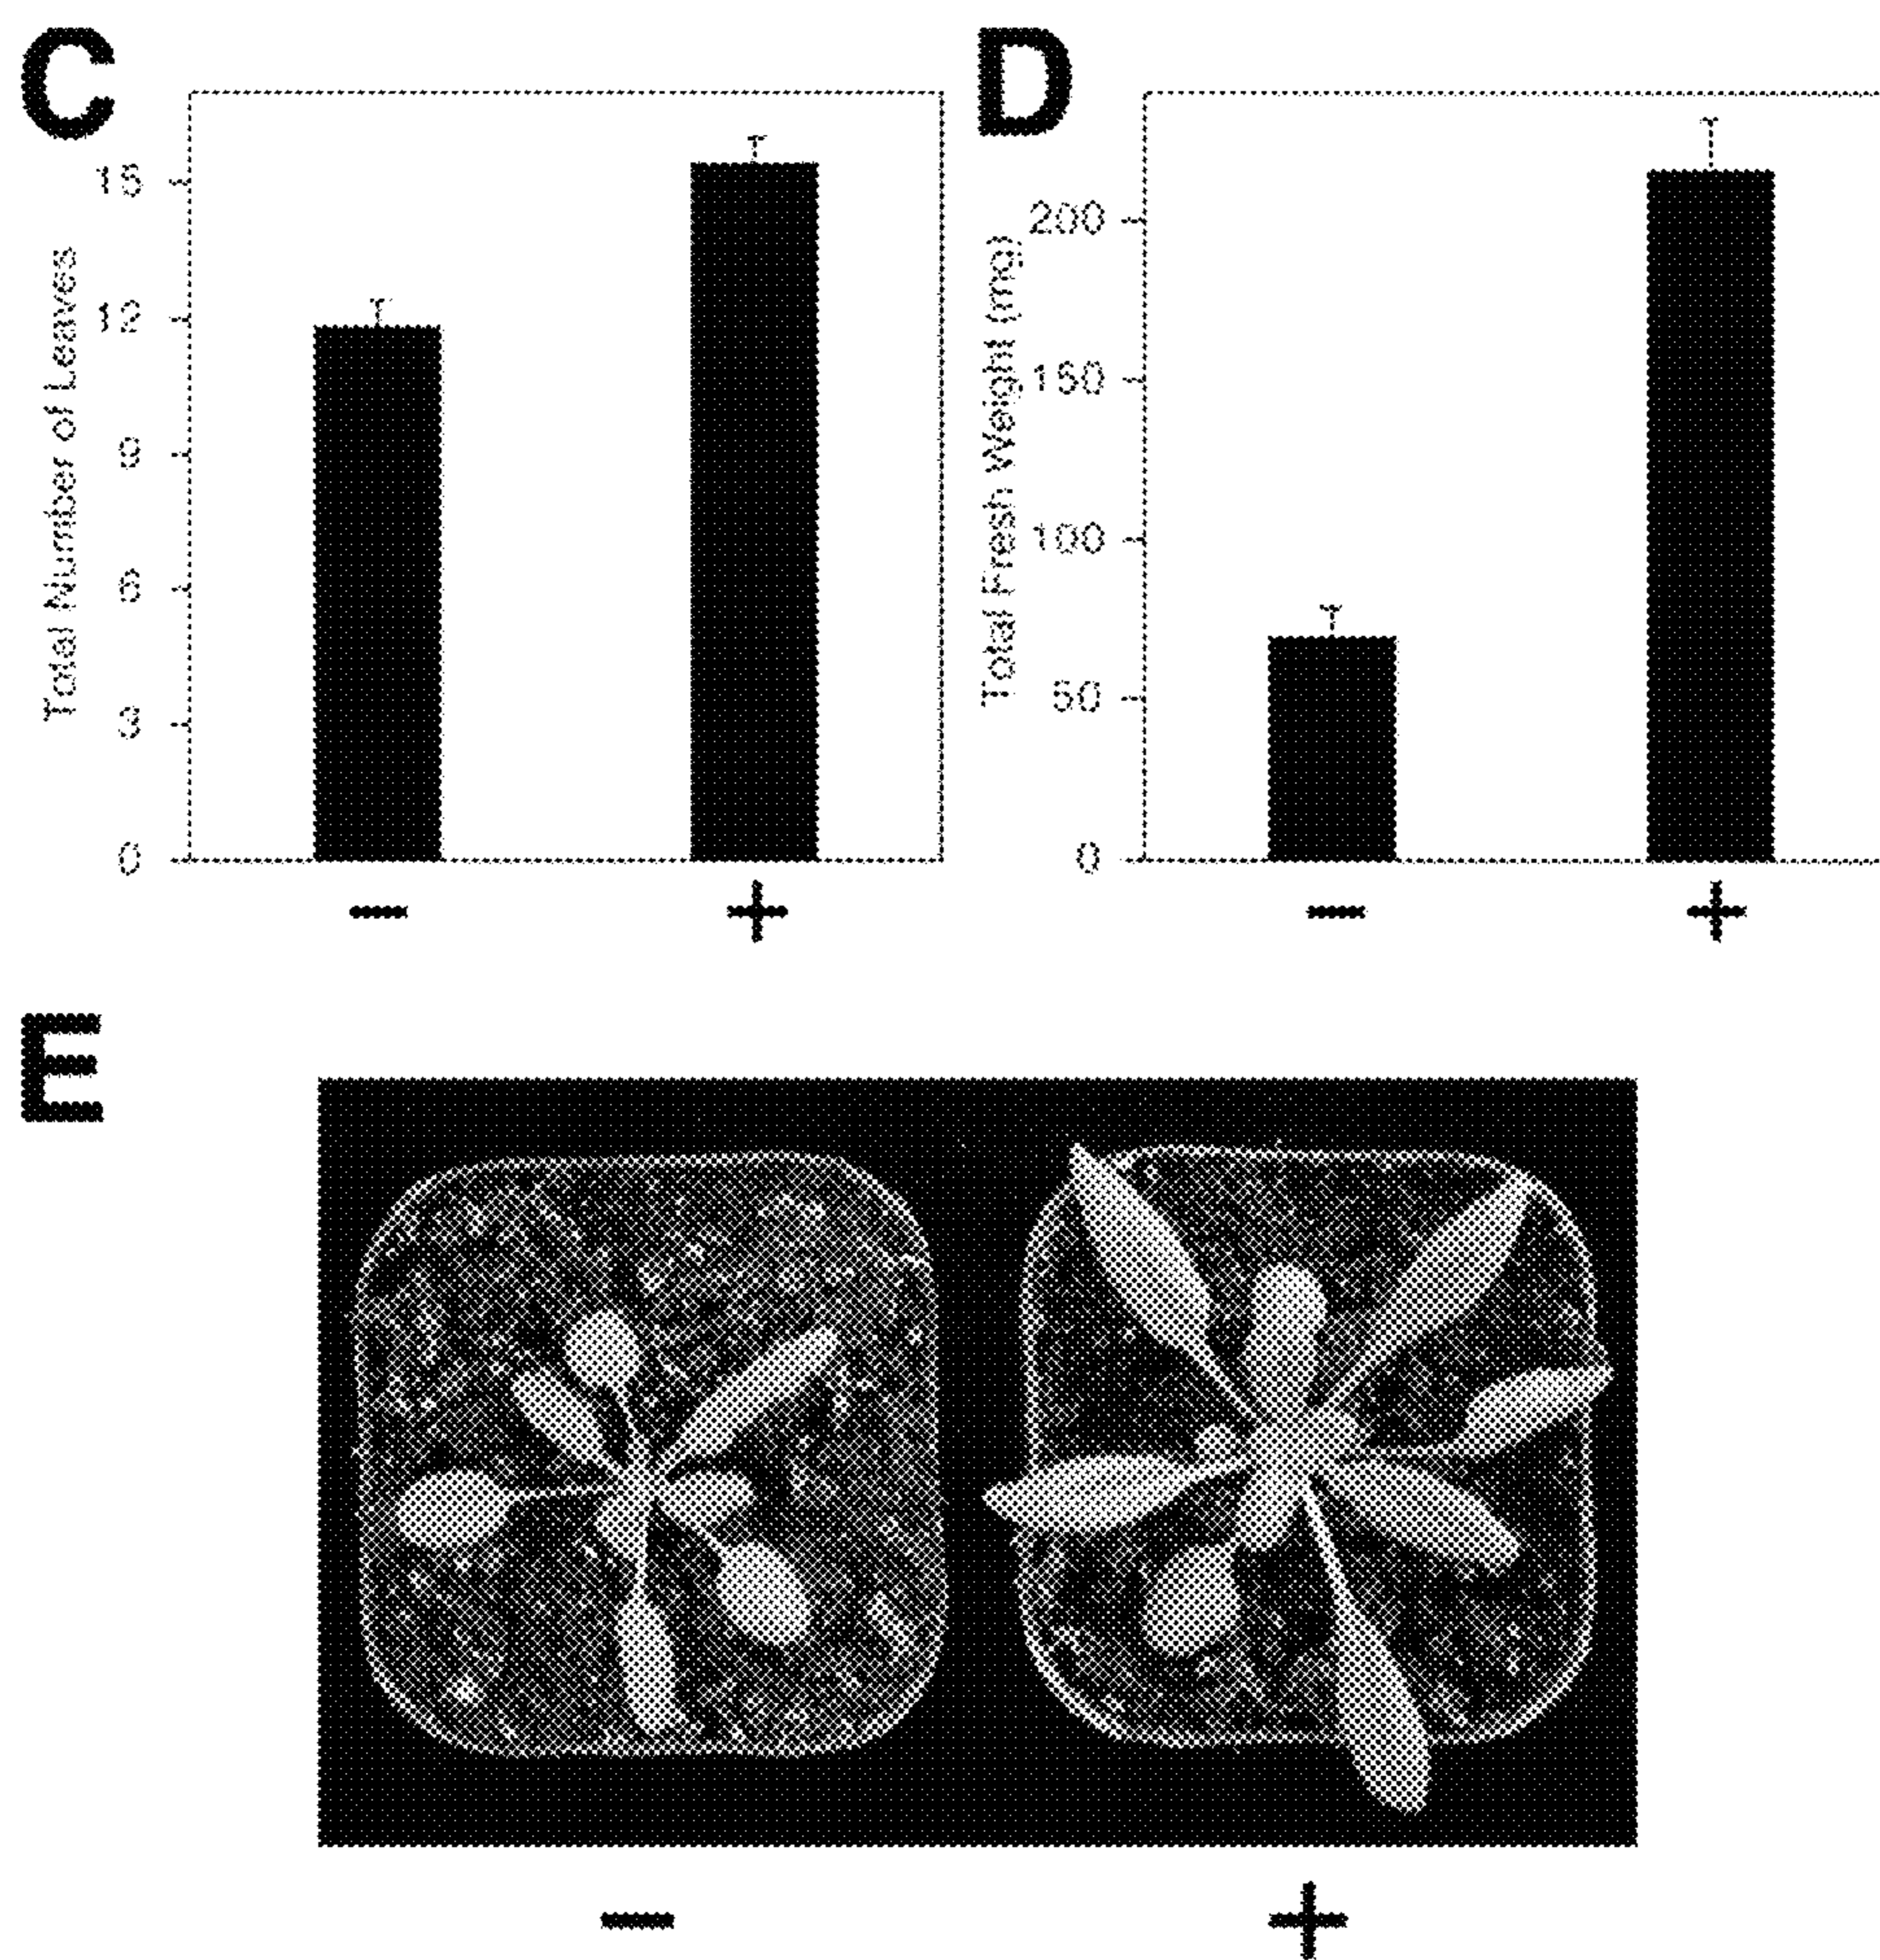 C
Total Number of Leaves
15
12
9
6
3
0
− +
D
Total Fresh Weight (mg)
200
150
100
50
0
− +
E
− +